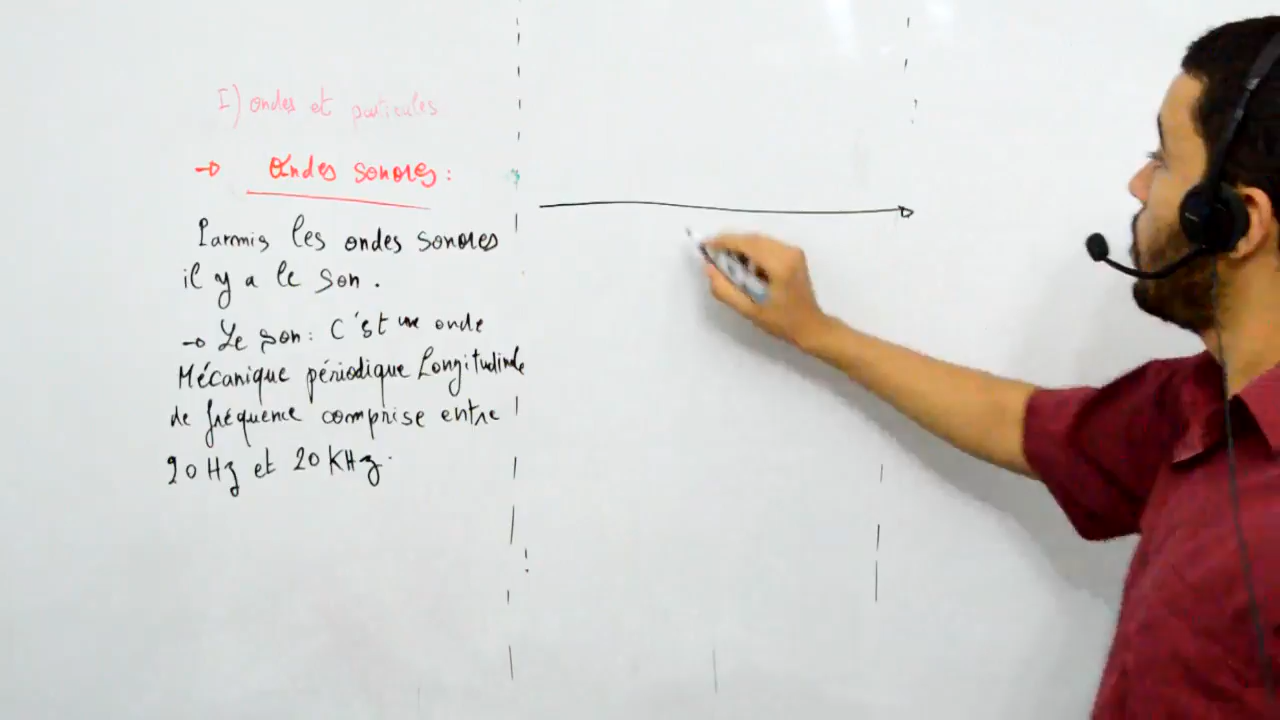 I) ondes et particules
→ Ondes sonores :
Parmis les ondes sonores
il y a le son .
→ Le son : C'st une onde
Mécanique périodique Longitudinale
de fréquence comprise entre
20 Hz et 20 KHz.